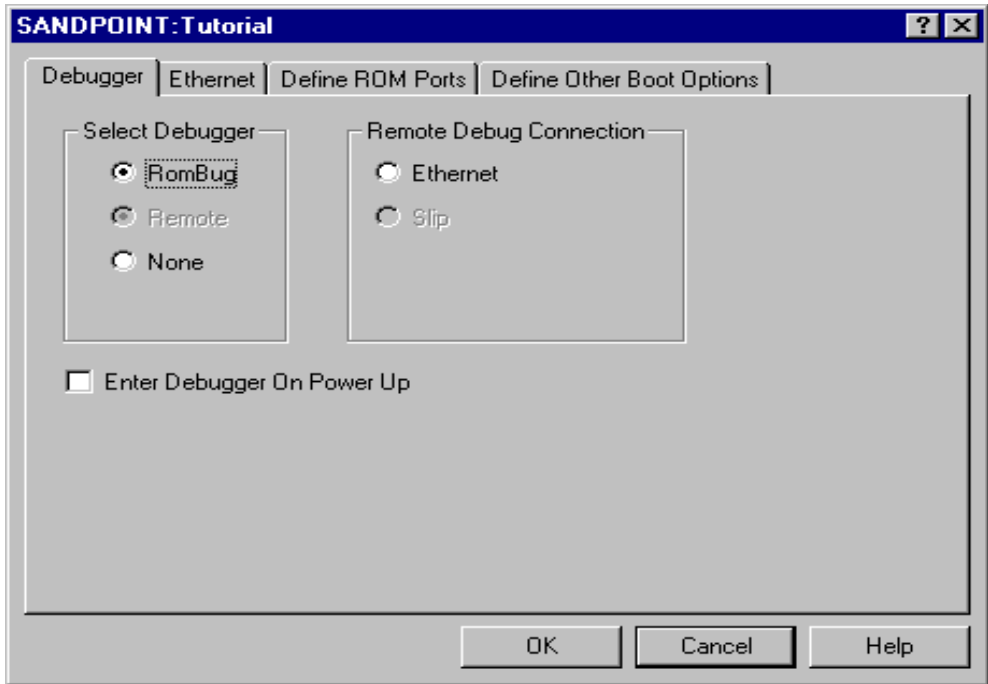 SANDPOINT:Tutorial
Debugger Ethernet Define ROM Ports Define Other Boot Options
Select Debugger Remote Debug Connection
RomBug Ethernet
Remote Slip
None
Enter Debugger On Power Up
OK Cancel Help